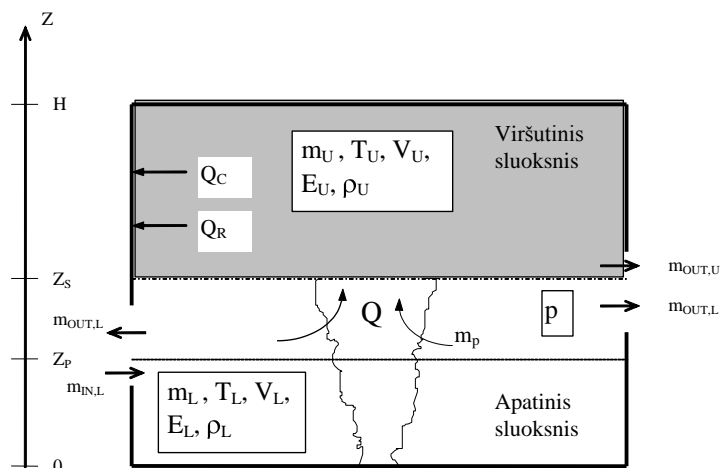 Z
H
Viršutinis
sluoksnis
m_U , T_U, V_U,
E_U, ρ_U
Q_C
Q_R
m_OUT,U
Z_S
m_OUT,L
p
Q
m_OUT,L
m_p
Z_P
m_IN,L
m_L , T_L, V_L,
E_L, ρ_L
Apatinis
sluoksnis
0